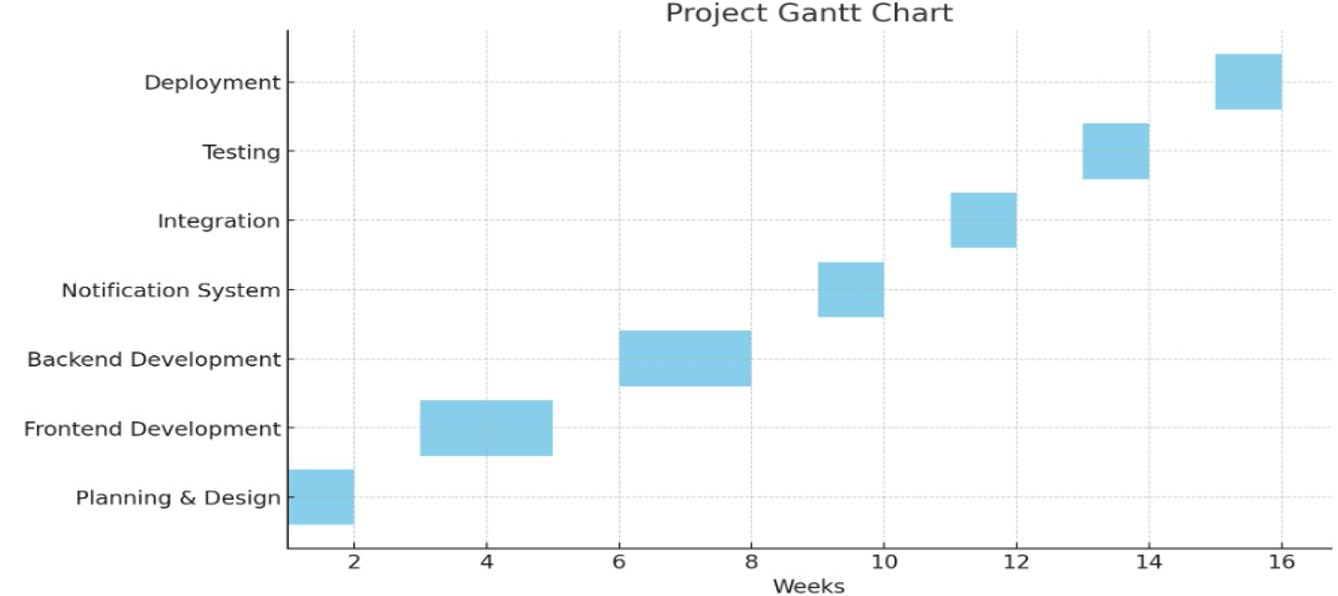 Project Gantt Chart
Deployment
Testing
Integration
Notification System
Backend Development
Frontend Development
Planning & Design
2 4 6 8 10 12 14 16
Weeks